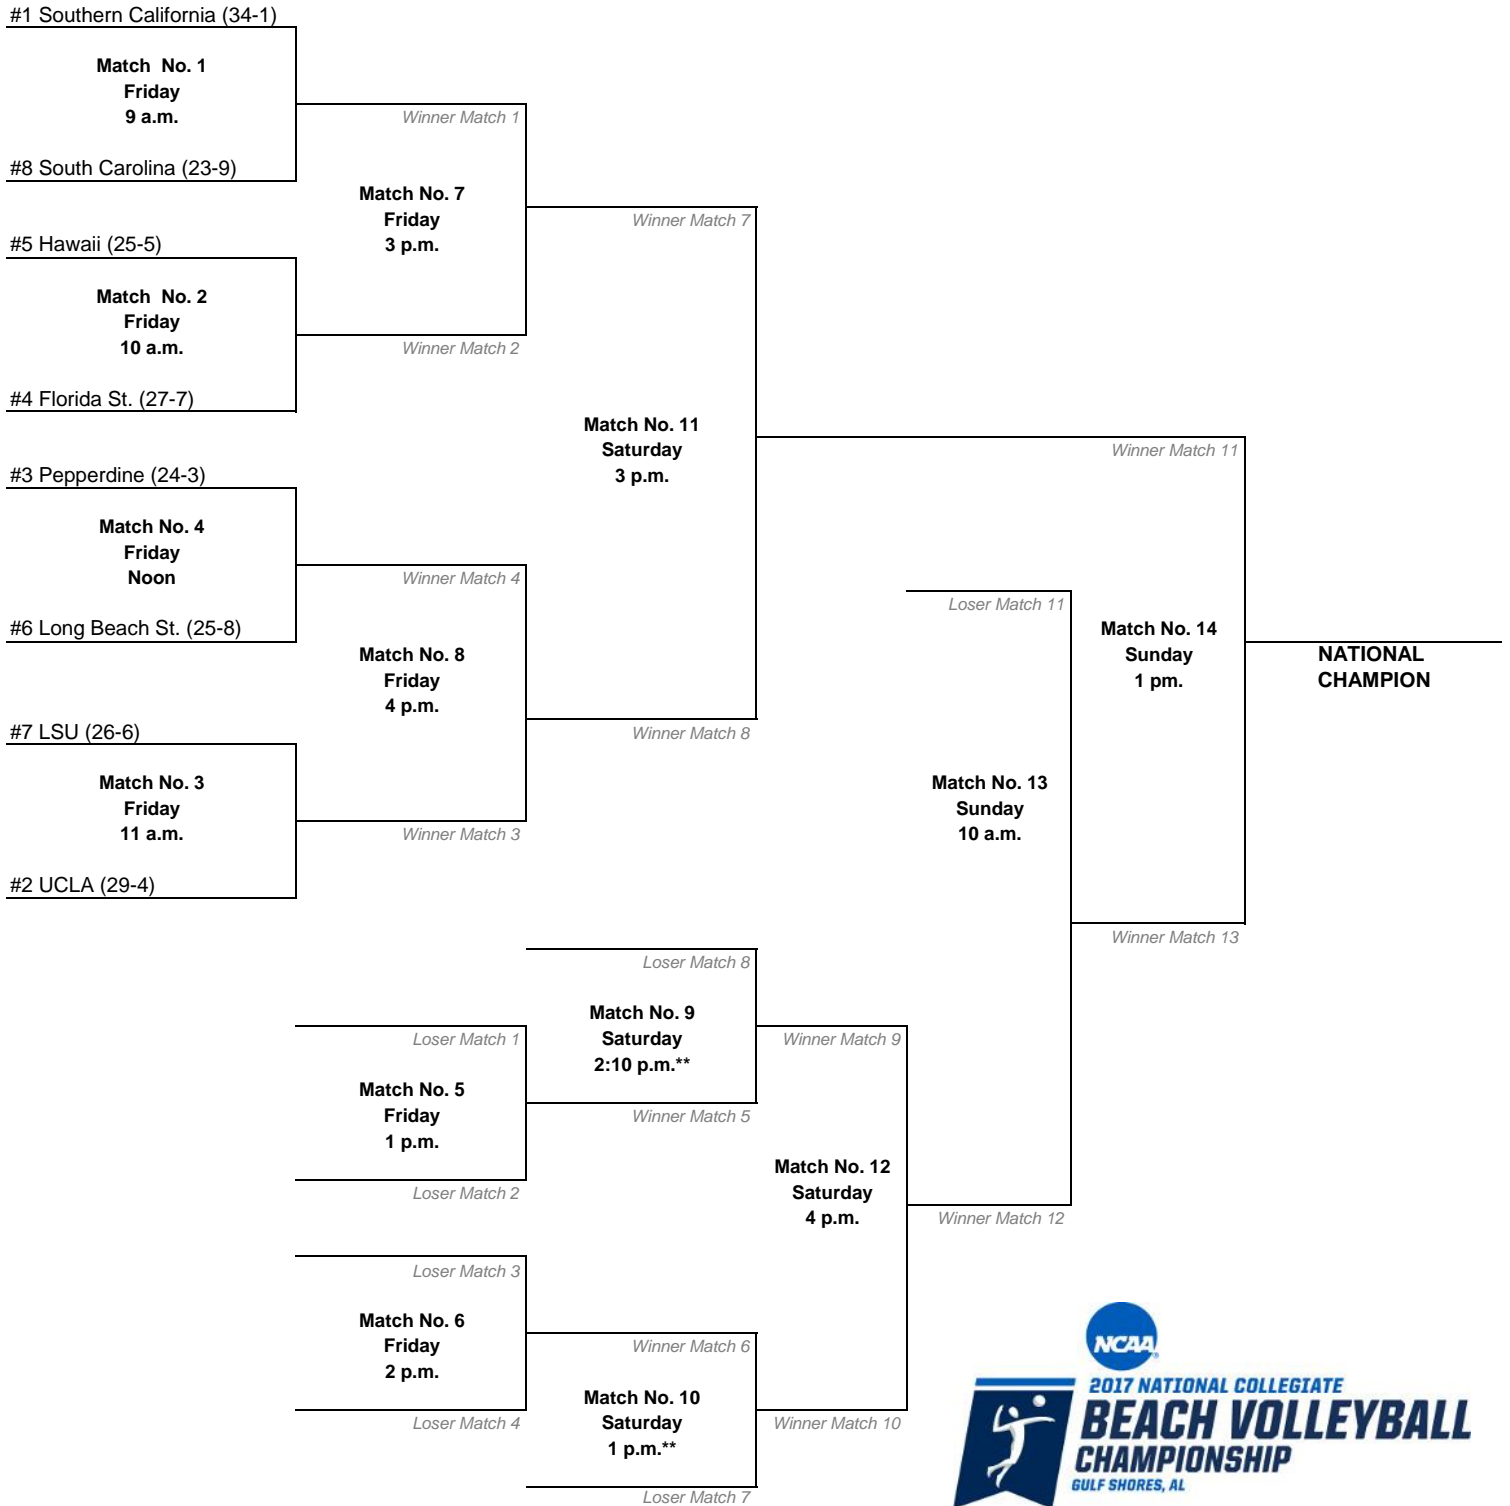 #1 Southern California (34-1)
Match No. 1
Friday
9 a.m.
#8 South Carolina (23-9)
Winner Match 1
Match No. 7
Friday
3 p.m.
#5 Hawaii (25-5)
Match No. 2
Friday
10 a.m.
#4 Florida St. (27-7)
Winner Match 2
Winner Match 7
Match No. 11
Saturday
3 p.m.
#3 Pepperdine (24-3)
Match No. 4
Friday
Noon
#6 Long Beach St. (25-8)
Winner Match 4
Match No. 8
Friday
4 p.m.
#7 LSU (26-6)
Match No. 3
Friday
11 a.m.
#2 UCLA (29-4)
Winner Match 3
Winner Match 8
Winner Match 11
Loser Match 11
Match No. 14
Sunday
1 pm.
NATIONAL
CHAMPION
Match No. 13
Sunday
10 a.m.
Winner Match 13
Loser Match 8
Match No. 9
Saturday
2:10 p.m.**
Loser Match 1
Match No. 5
Friday
1 p.m.
Loser Match 2
Winner Match 5
Winner Match 9
Match No. 12
Saturday
4 p.m.
Winner Match 12
Loser Match 3
Match No. 6
Friday
2 p.m.
Loser Match 4
Winner Match 6
Match No. 10
Saturday
1 p.m.**
Loser Match 7
Winner Match 10
NCAA
2017 NATIONAL COLLEGIATE
BEACH VOLLEYBALL
CHAMPIONSHIP
GULF SHORES, AL